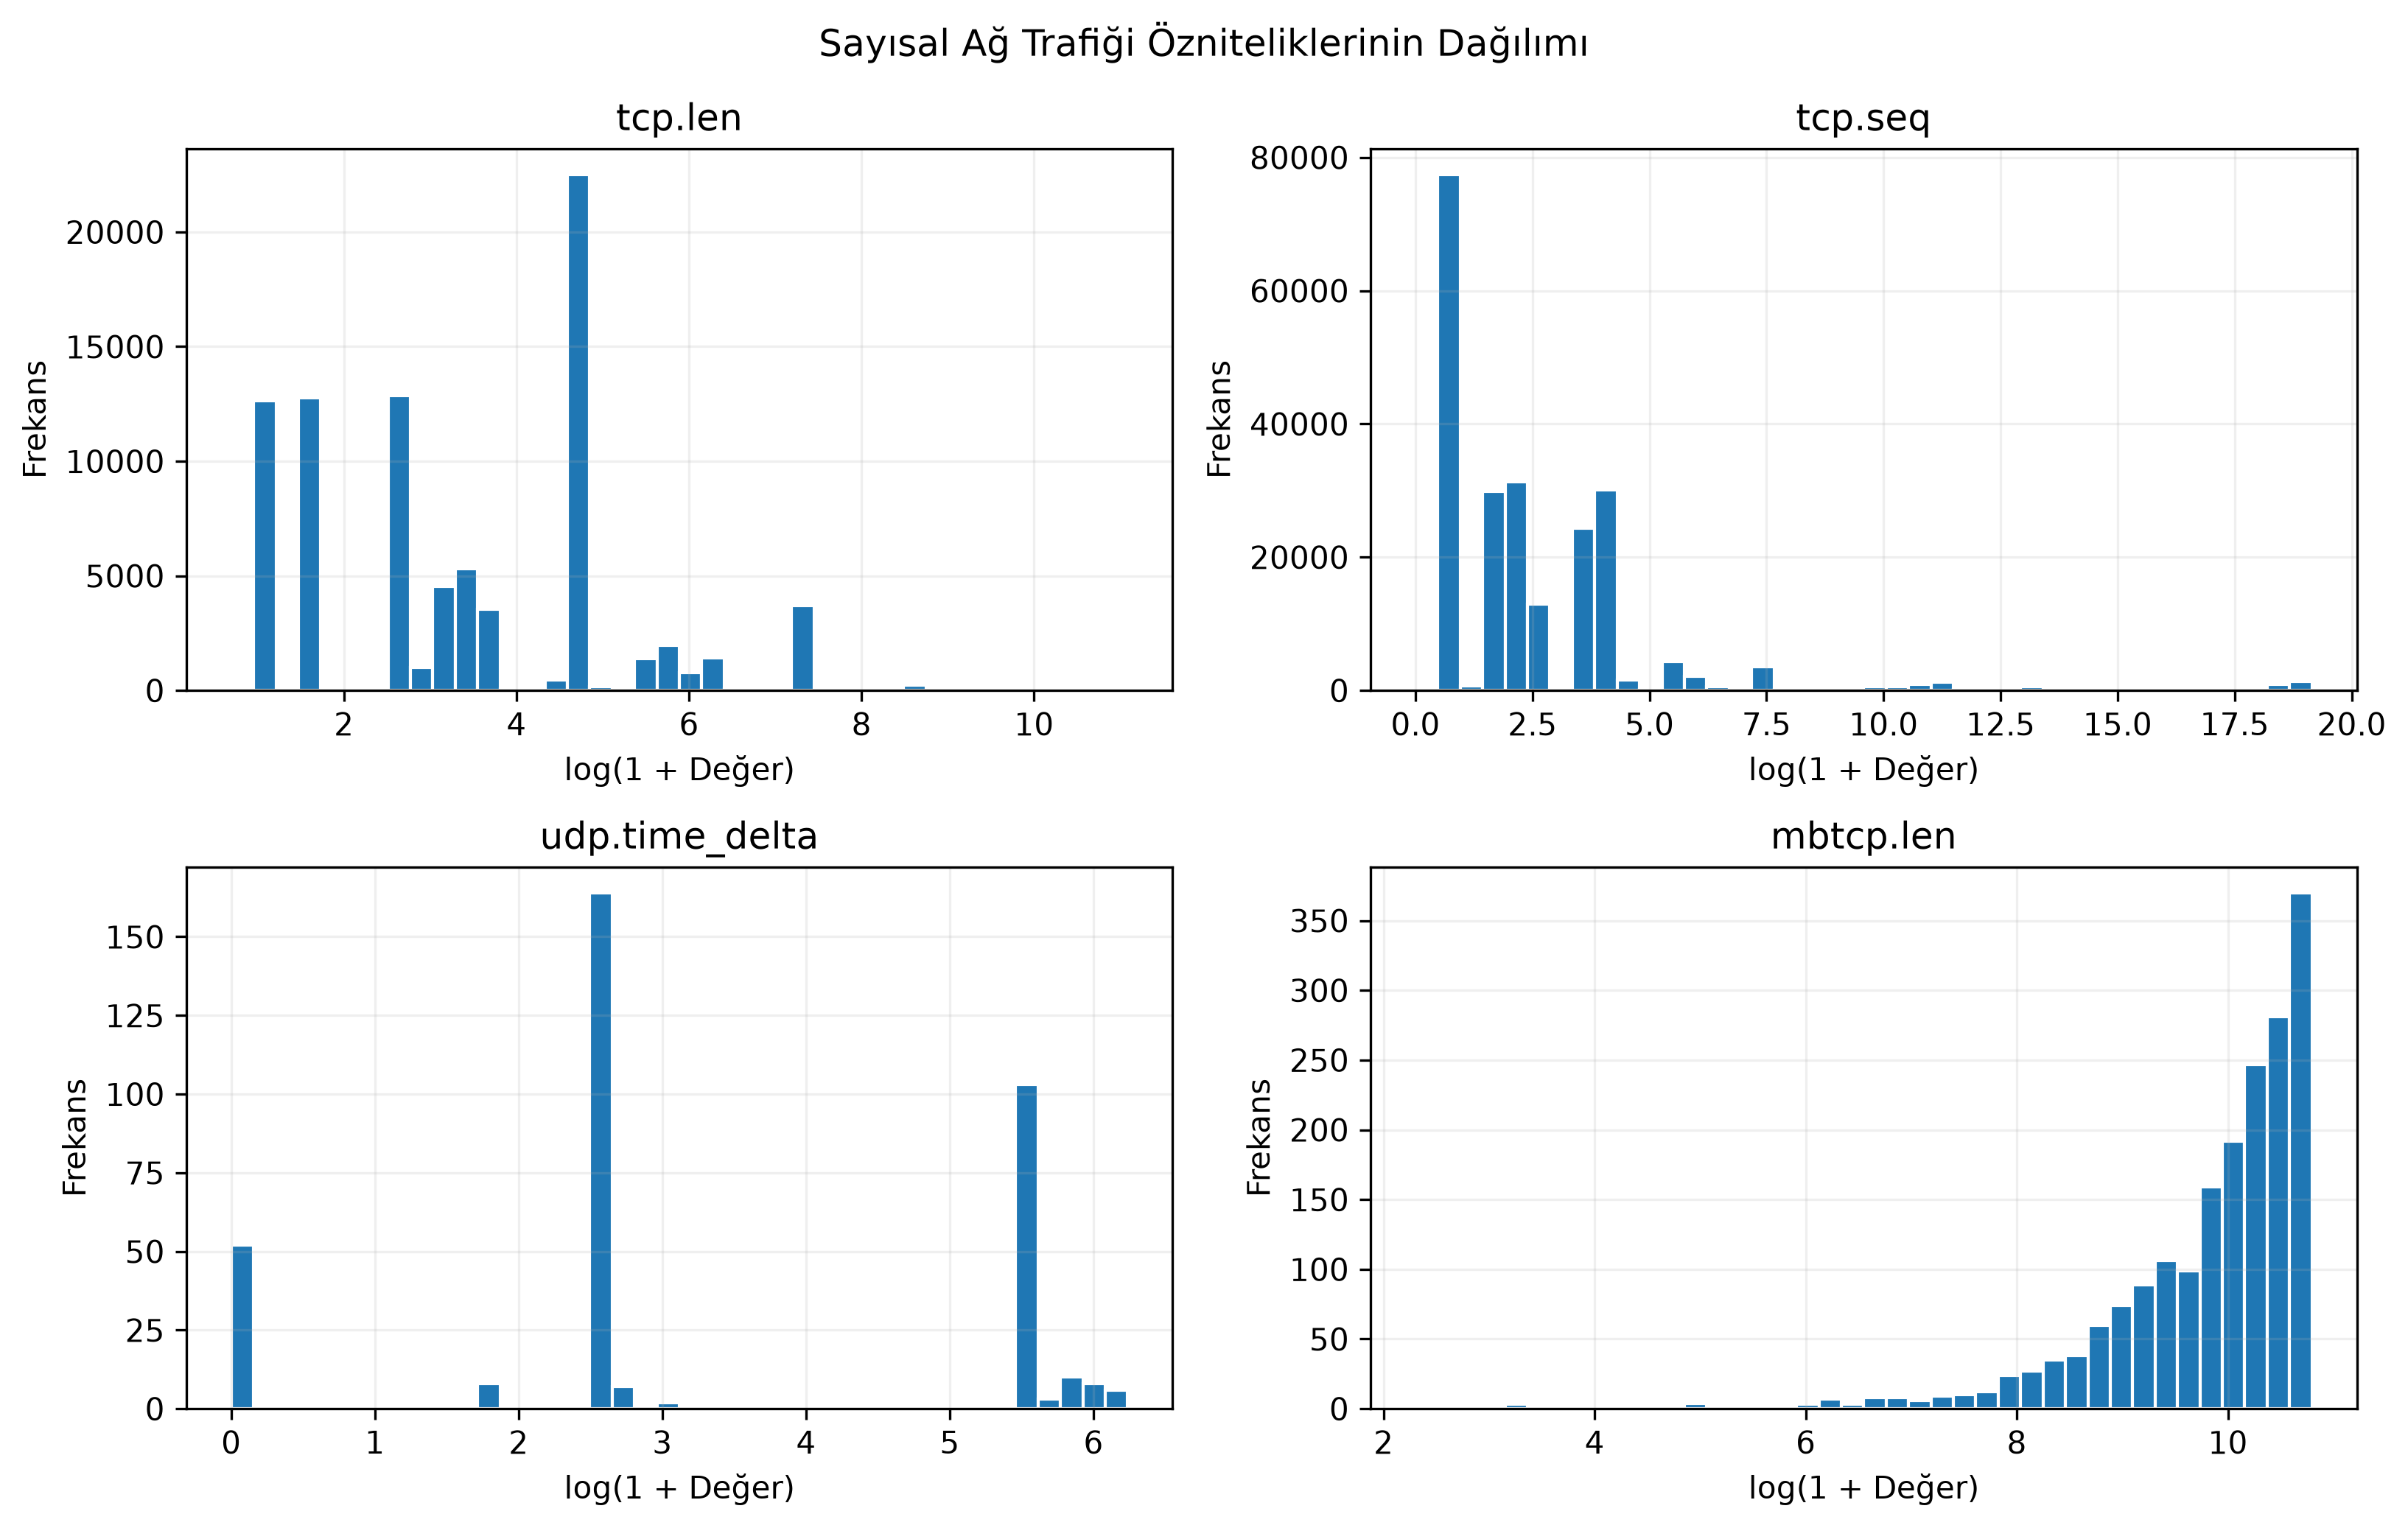 Sayısal Ağ Trafiği Özniteliklerinin Dağılımı
tcp.len
Frekans
20000
15000
10000
5000
0
2 4 6 8 10
log(1 + Değer)
tcp.seq
Frekans
80000
60000
40000
20000
0
0.0 2.5 5.0 7.5 10.0 12.5 15.0 17.5 20.0
log(1 + Değer)
udp.time_delta
Frekans
150
125
100
75
50
25
0
0 1 2 3 4 5 6
log(1 + Değer)
mbtcp.len
Frekans
350
300
250
200
150
100
50
0
2 4 6 8 10
log(1 + Değer)